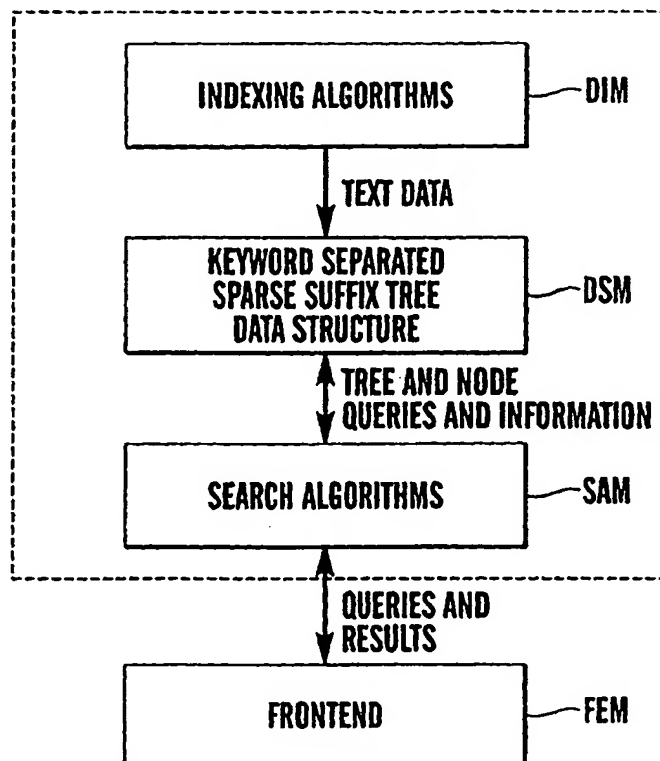 INDEXING ALGORITHMS
DIM
TEXT DATA
KEYWORD SEPARATED
SPARSE SUFFIX TREE
DATA STRUCTURE
DSM
TREE AND NODE
QUERIES AND INFORMATION
SEARCH ALGORITHMS
SAM
QUERIES AND
RESULTS
FRONTEND
FEM